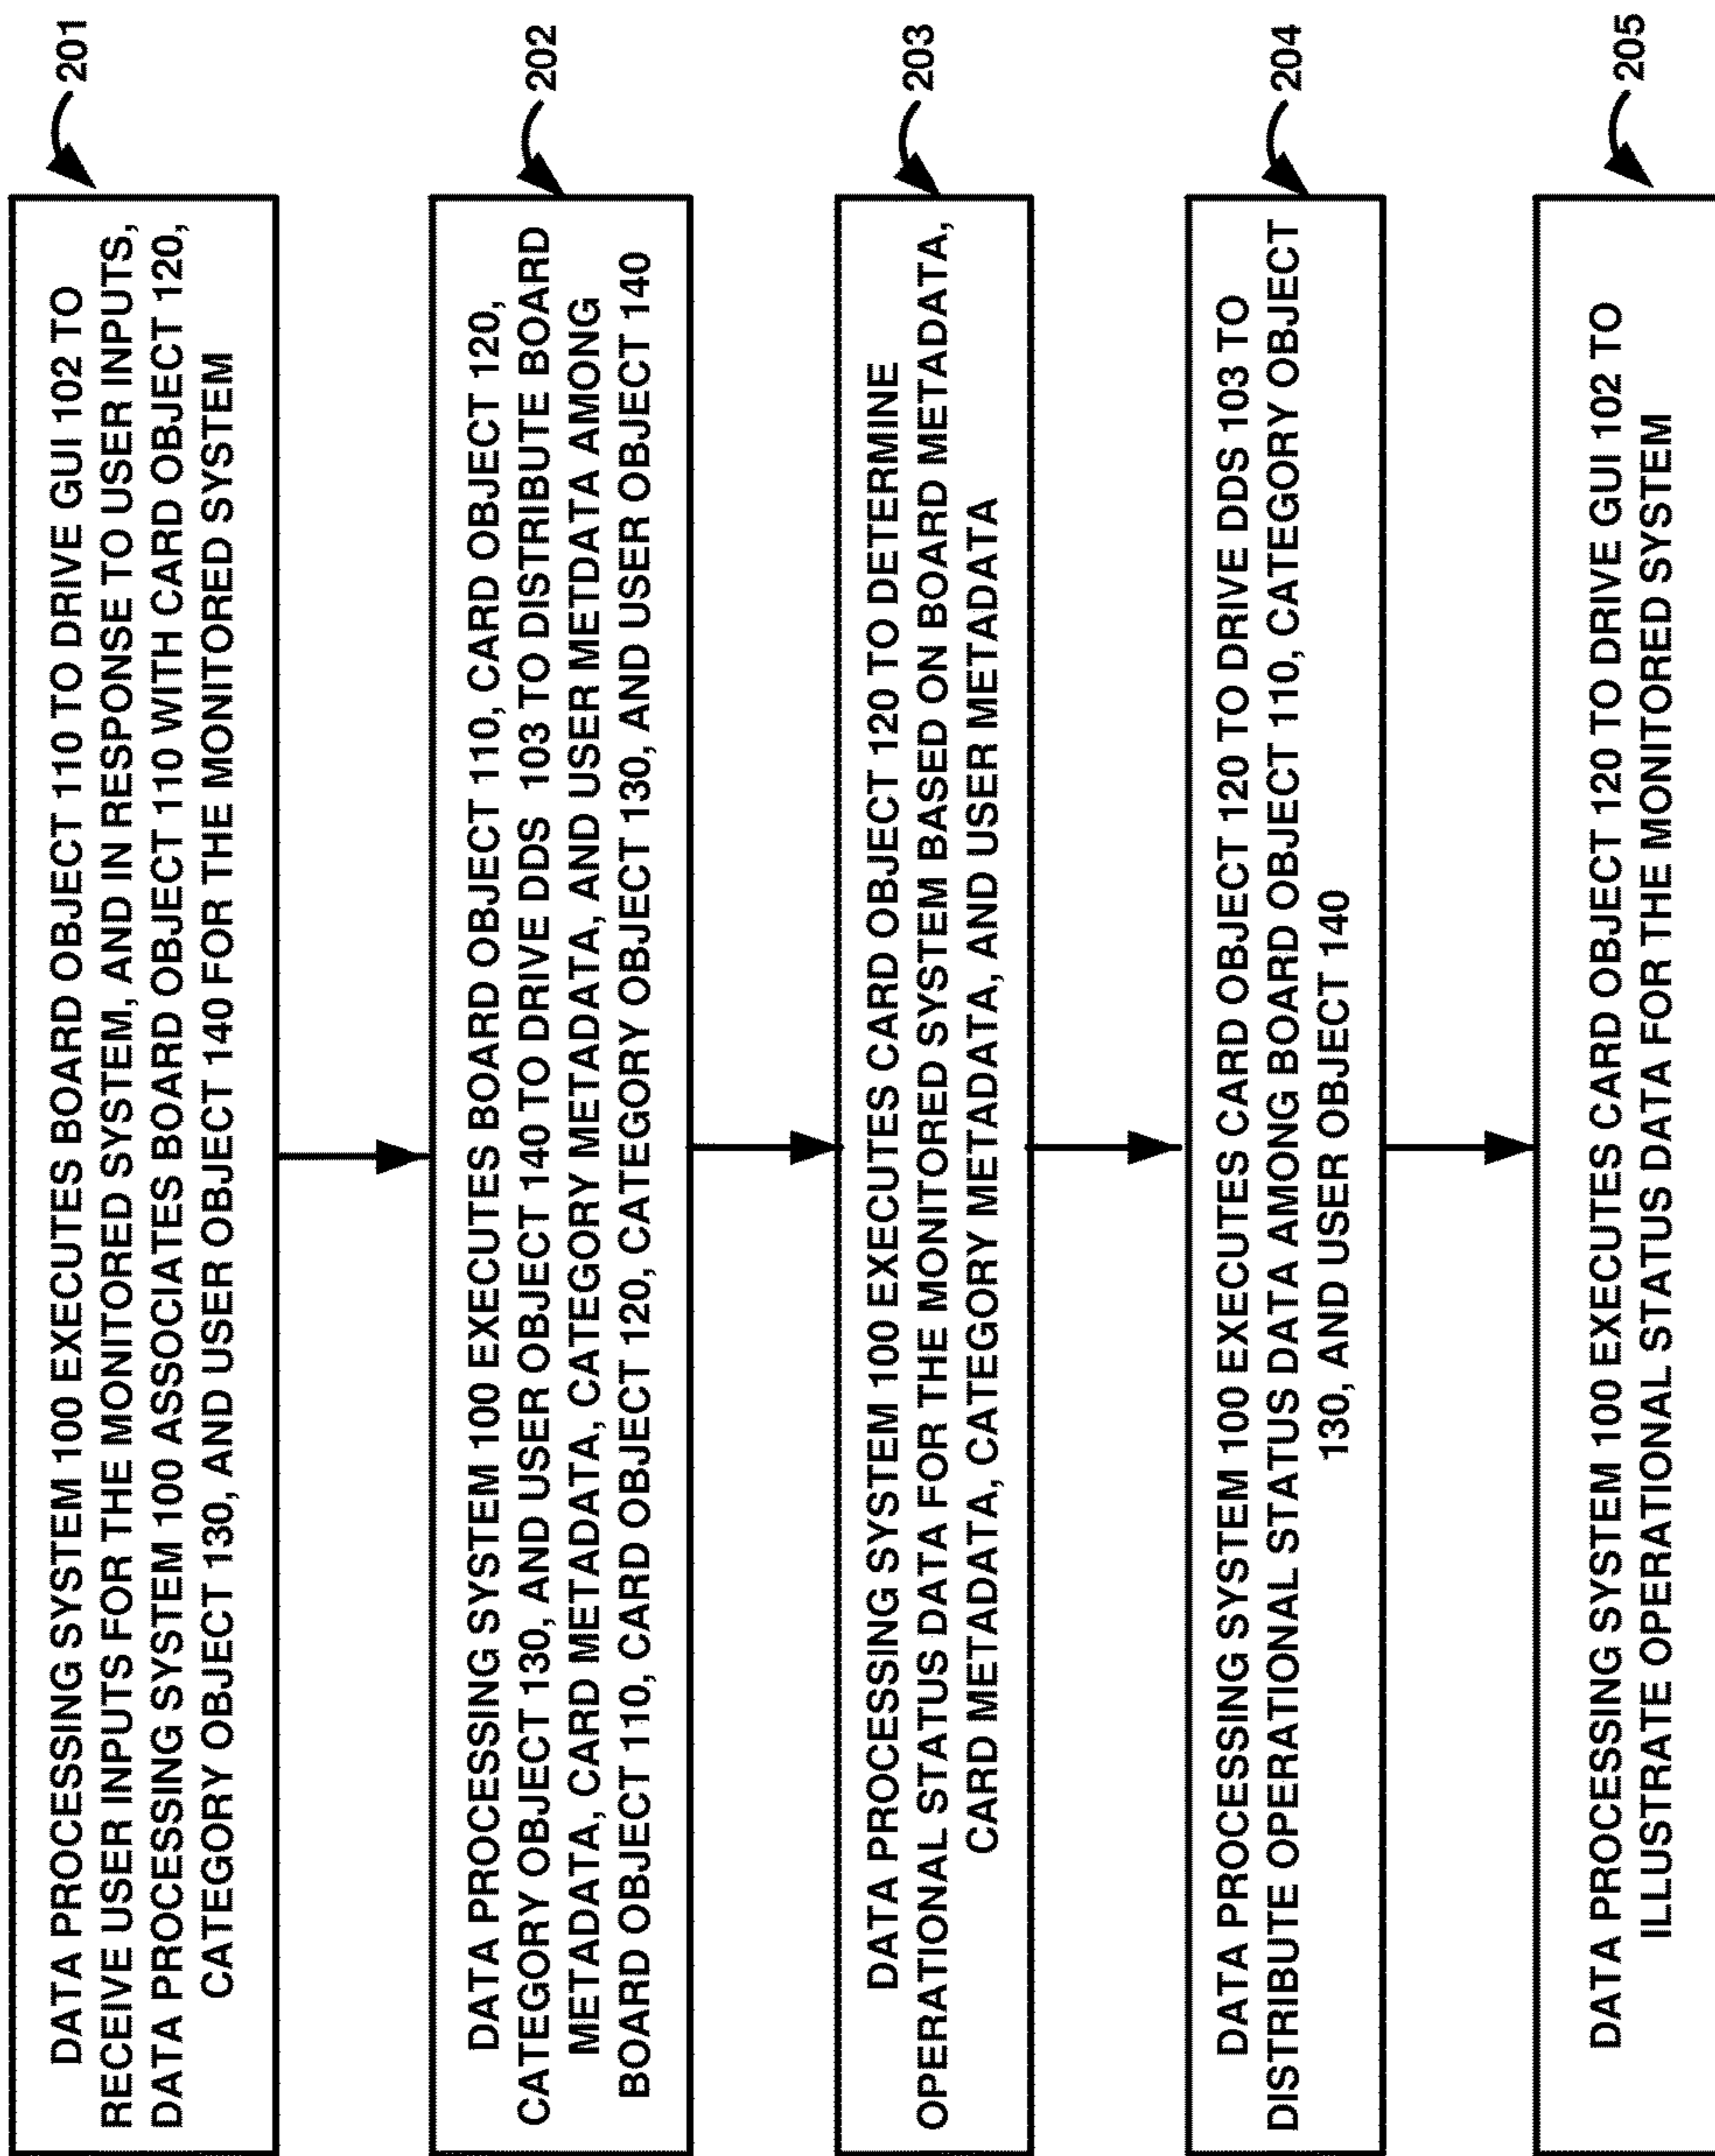 DATA PROCESSING SYSTEM 100 EXECUTES BOARD OBJECT 110 TO DRIVE GUI 102 TO
RECEIVE USER INPUTS FOR THE MONITORED SYSTEM, AND IN RESPONSE TO USER INPUTS,
DATA PROCESSING SYSTEM 100 ASSOCIATES BOARD OBJECT 110 WITH CARD OBJECT 120,
CATEGORY OBJECT 130, AND USER OBJECT 140 FOR THE MONITORED SYSTEM
201
DATA PROCESSING SYSTEM 100 EXECUTES BOARD OBJECT 110, CARD OBJECT 120,
CATEGORY OBJECT 130, AND USER OBJECT 140 TO DRIVE DDS 103 TO DISTRIBUTE BOARD
METADATA, CARD METADATA, CATEGORY METADATA, AND USER METDATA AMONG
BOARD OBJECT 110, CARD OBJECT 120, CATEGORY OBJECT 130, AND USER OBJECT 140
202
DATA PROCESSING SYSTEM 100 EXECUTES CARD OBJECT 120 TO DETERMINE
OPERATIONAL STATUS DATA FOR THE MONITORED SYSTEM BASED ON BOARD METADATA,
CARD METADATA, CATEGORY METADATA, AND USER METADATA
203
DATA PROCESSING SYSTEM 100 EXECUTES CARD OBJECT 120 TO DRIVE DDS 103 TO
DISTRIBUTE OPERATIONAL STATUS DATA AMONG BOARD OBJECT 110, CATEGORY OBJECT
130, AND USER OBJECT 140
204
DATA PROCESSING SYSTEM 100 EXECUTES CARD OBJECT 120 TO DRIVE GUI 102 TO
ILLUSTRATE OPERATIONAL STATUS DATA FOR THE MONITORED SYSTEM
205